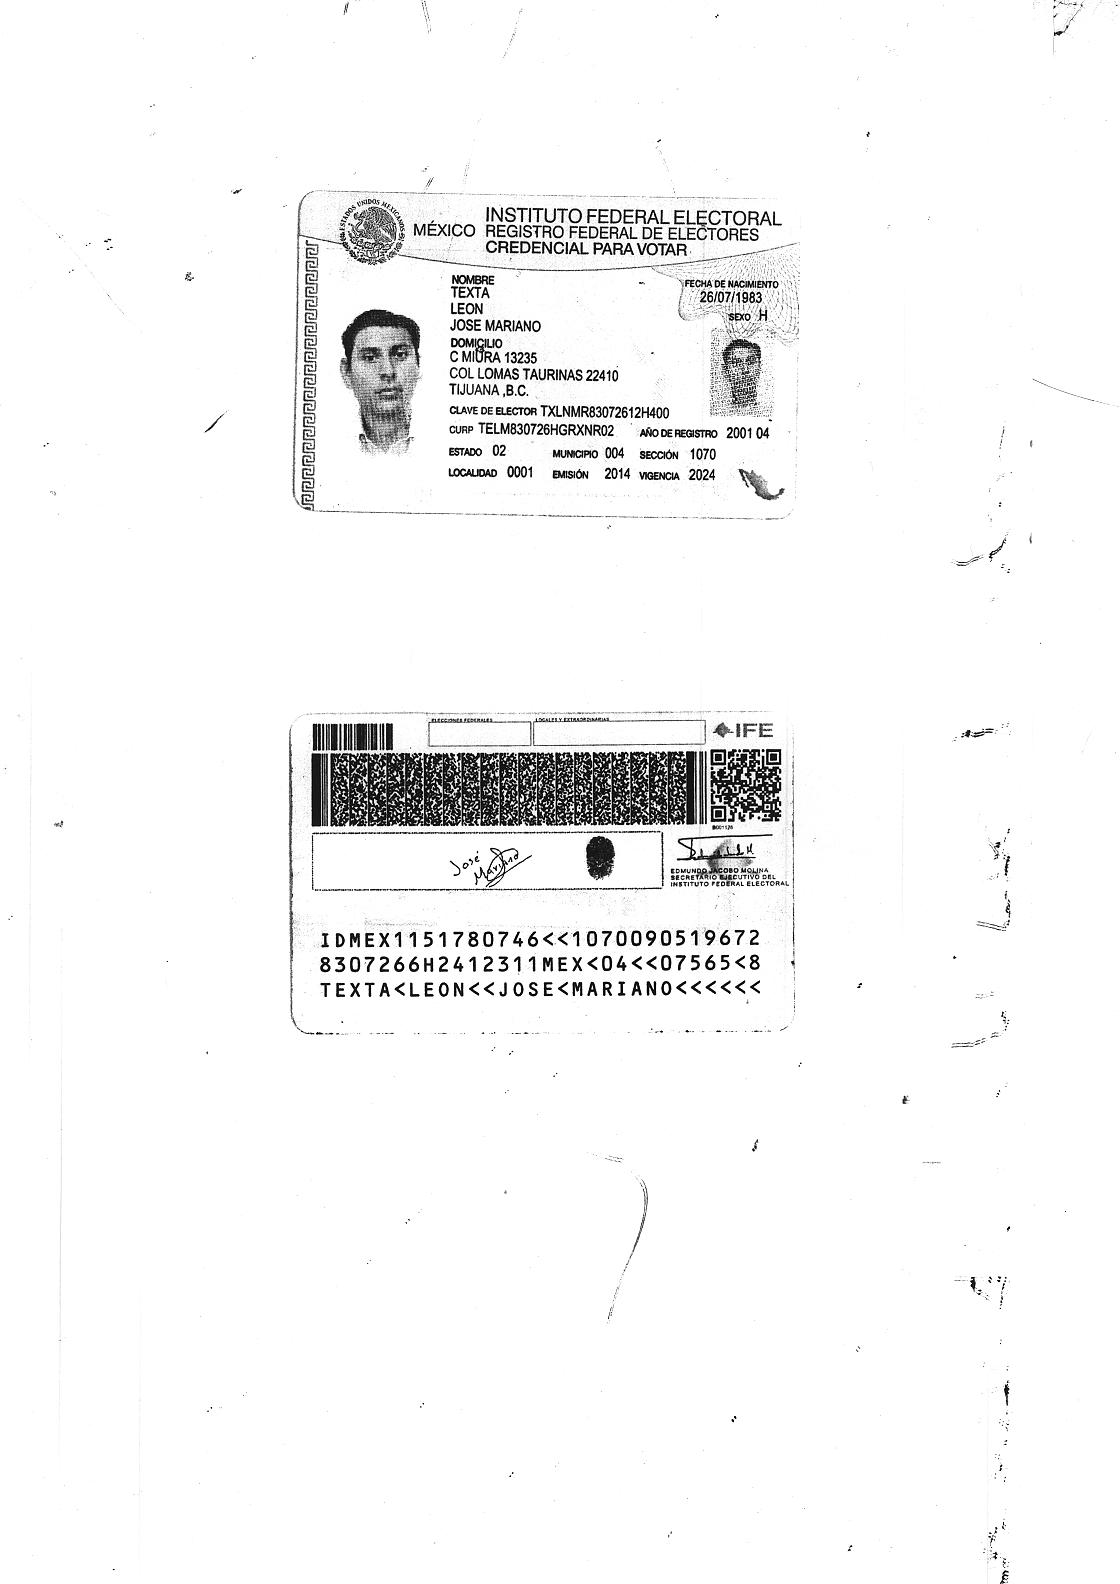 ESTADOS UNIDOS MEXICANOS
MÉXICO
INSTITUTO FEDERAL ELECTORAL
REGISTRO FEDERAL DE ELECTORES
CREDENCIAL PARA VOTAR
NOMBRE
TEXTA
LEON
JOSE MARIANO
DOMICILIO
C MIURA 13235
COL LOMAS TAURINAS 22410
TIJUANA ,B.C.
FECHA DE NACIMIENTO
26/07/1983
SEXO H
CLAVE DE ELECTOR TXLNMR83072612H400
CURP TELM830726HGRXNR02 AÑO DE REGISTRO 2001 04
ESTADO 02 MUNICIPIO 004 SECCIÓN 1070
LOCALIDAD 0001 EMISIÓN 2014 VIGENCIA 2024
ELECCIONES FEDERALES LOCALES Y EXTRAORDINARIAS
IFE
José
Mariano
EDMUNDO JACOBO MOLINA
SECRETARIO EJECUTIVO DEL
INSTITUTO FEDERAL ELECTORAL
IDMEX1151780746<<1070090519672
8307266H2412311MEX<04<<07565<8
TEXTA<LEON<<JOSE<MARIANO<<<<<<